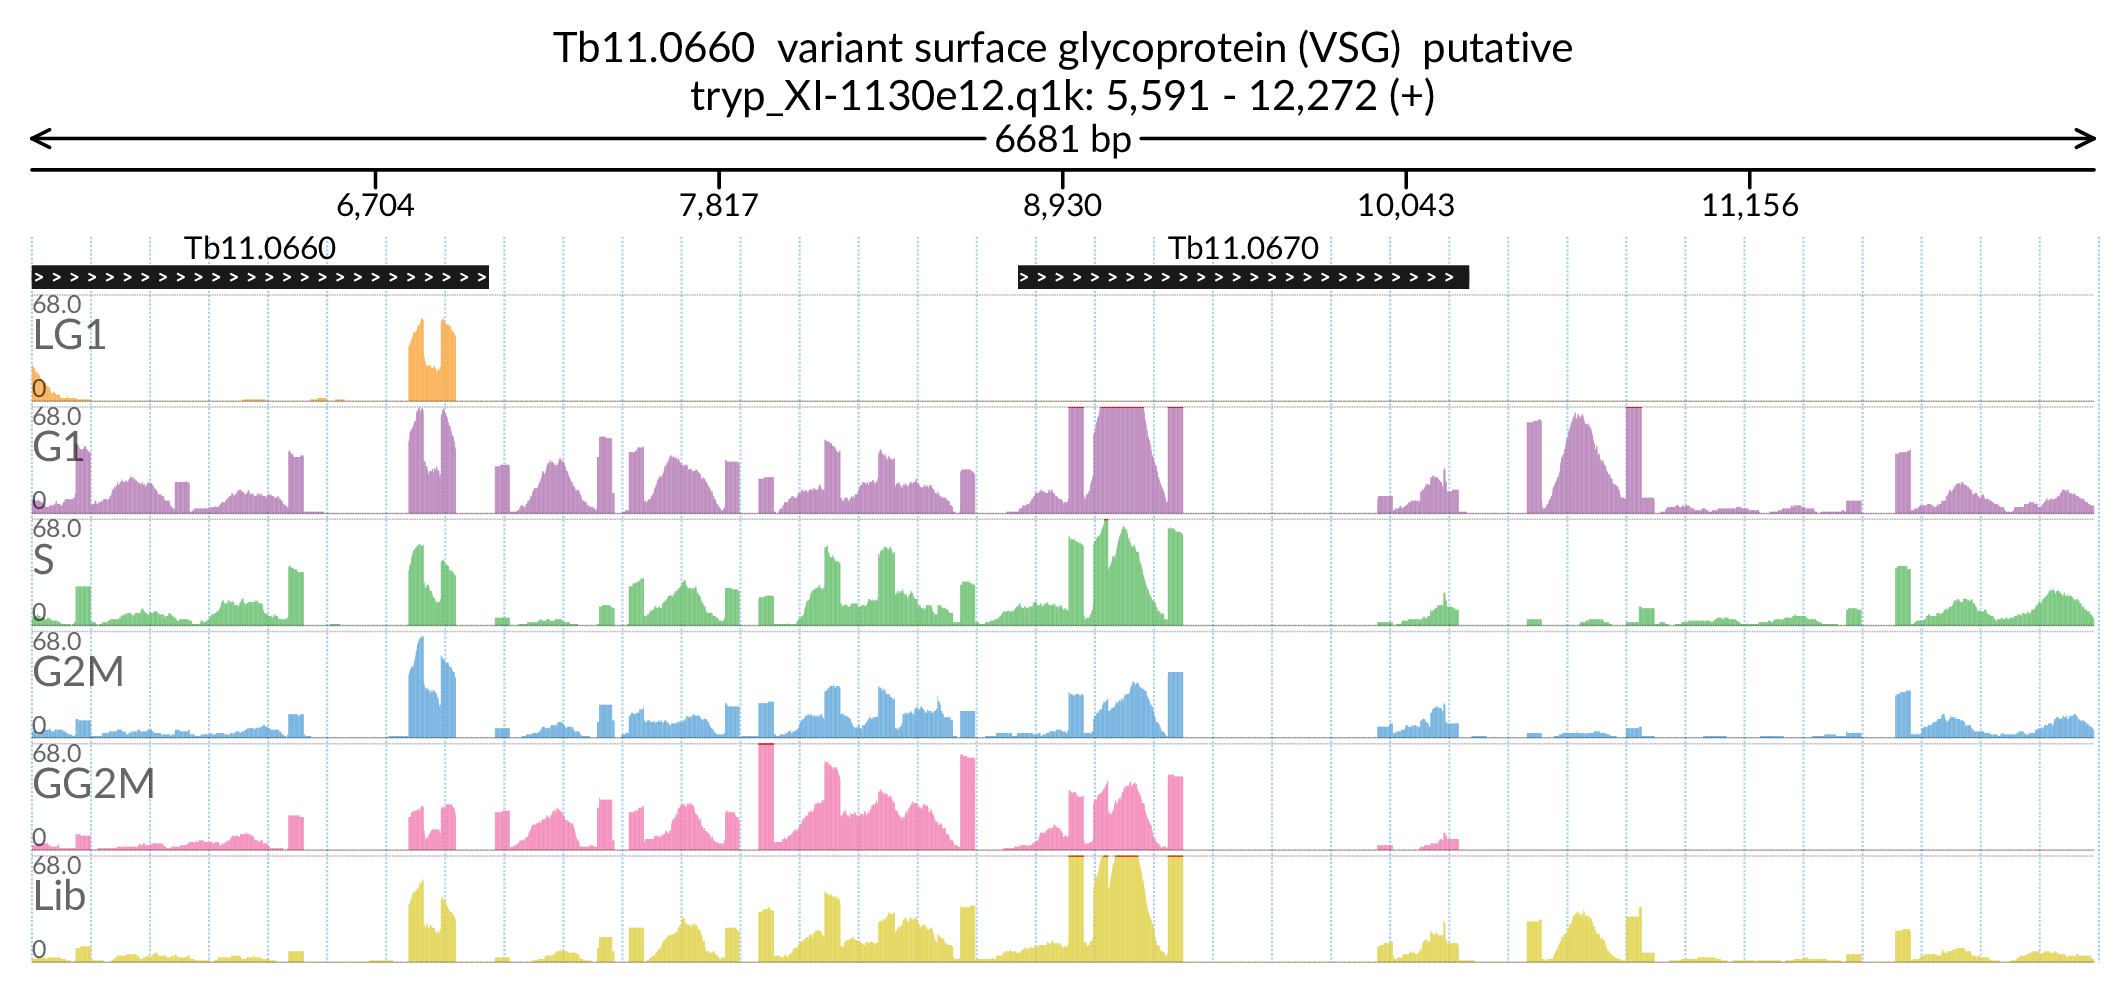 Tb11.0660 variant surface glycoprotein (VSG) putative
tryp_XI-1130e12.q1k: 5,591 - 12,272 (+)
6681 bp
6,704 7,817 8,930 10,043 11,156
Tb11.0660 Tb11.0670
68.0
LG1
0
68.0
G1
0
68.0
S
0
68.0
G2M
0
68.0
GG2M
0
68.0
Lib
0